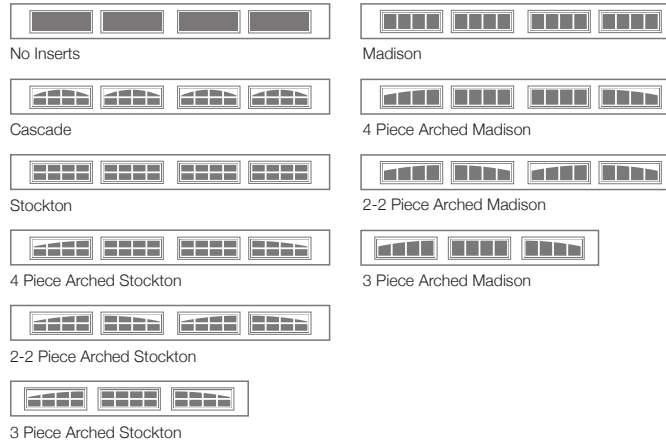 No Inserts
Cascade
Stockton
4 Piece Arched Stockton
2-2 Piece Arched Stockton
3 Piece Arched Stockton
Madison
4 Piece Arched Madison
2-2 Piece Arched Madison
3 Piece Arched Madison